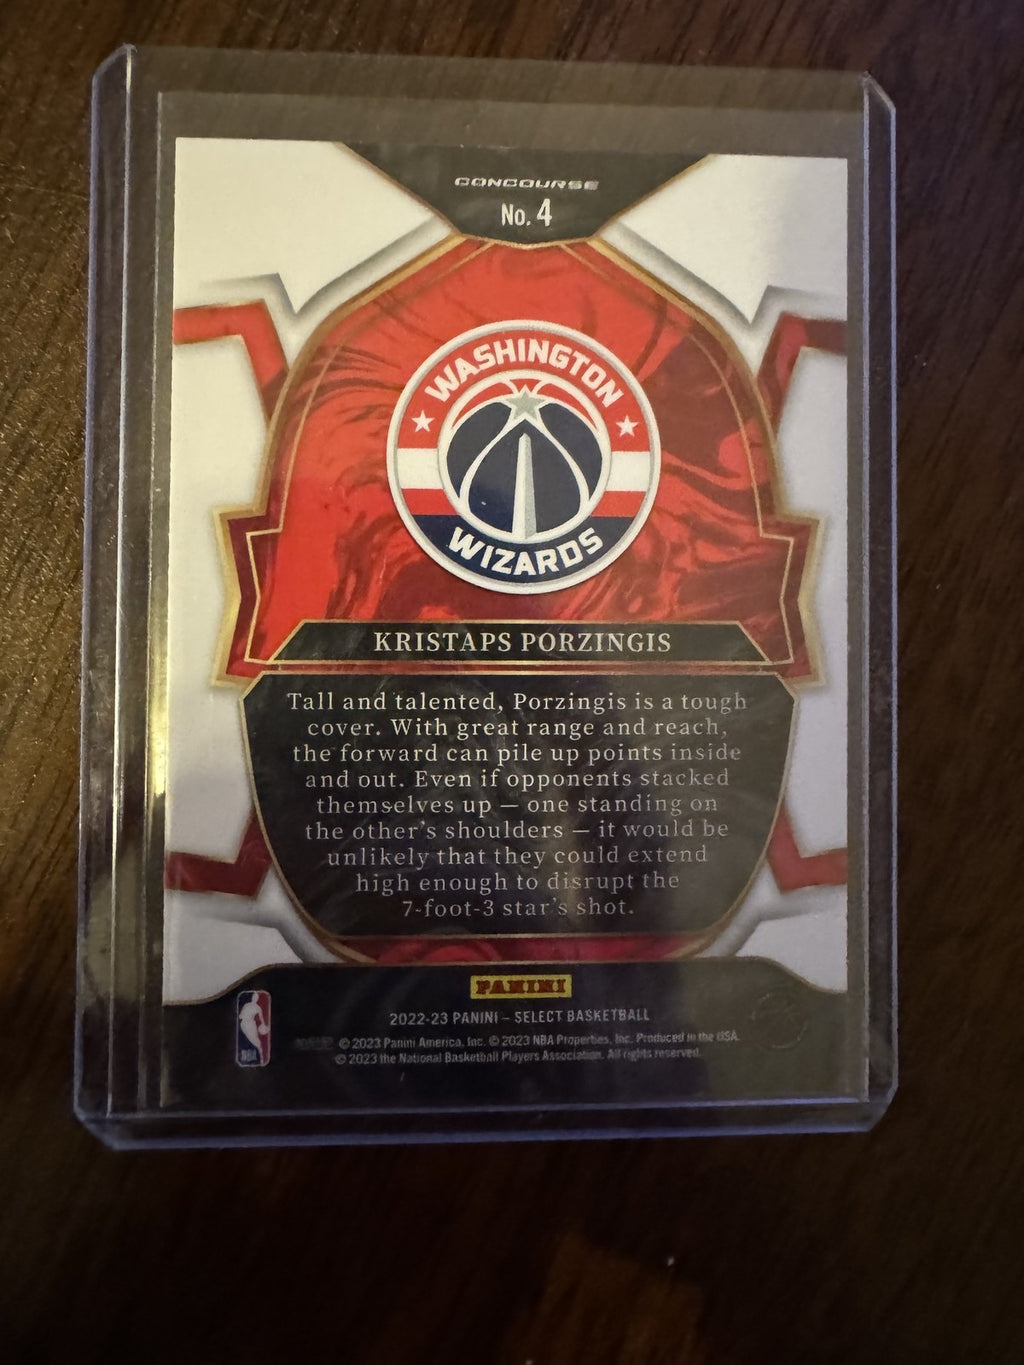 CONCOURSE
No. 4
WASHINGTON
WIZARDS
KRISTAPS PORZINGIS
Tall and talented, Porzingis is a tough
cover. With great range and reach,
the forward can pile up points inside
and out. Even if opponents stacked
themselves up — one standing on
the other's shoulders — it would be
unlikely that they could extend
high enough to disrupt the
7-foot-3 star's shot.
PANINI
2022-23 PANINI – SELECT BASKETBALL
© 2023 Panini America, Inc. © 2023 NBA Properties, Inc. Produced in the USA.
© 2023 the National Basketball Players Association. All rights reserved.
NBA